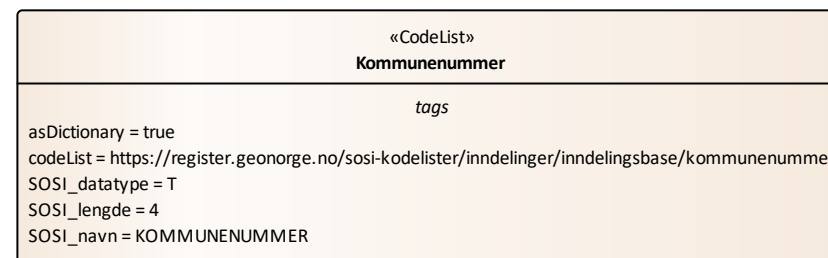 «CodeList»
Kommunenummer
tags
asDictionary = true
codeList = https://register.geonorge.no/sosi-kodelister/inndelinger/inndelingsbase/kommunenumme
SOSI_datatype = T
SOSI_lengde = 4
SOSI_navn = KOMMUNENUMMER